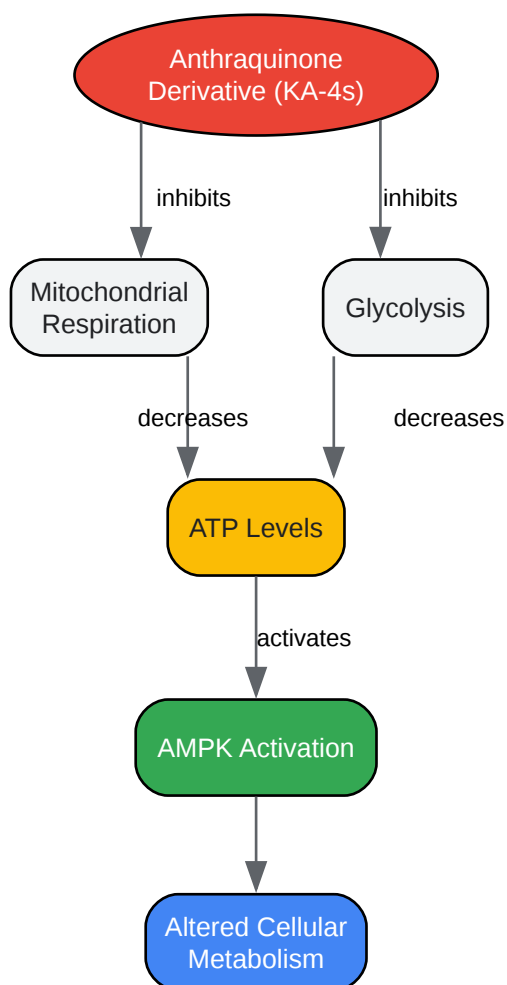 Anthraquinone
Derivative (KA-4s)
inhibits
inhibits
Mitochondrial
Respiration
Glycolysis
decreases
decreases
ATP Levels
activates
AMPK Activation
Altered Cellular
Metabolism